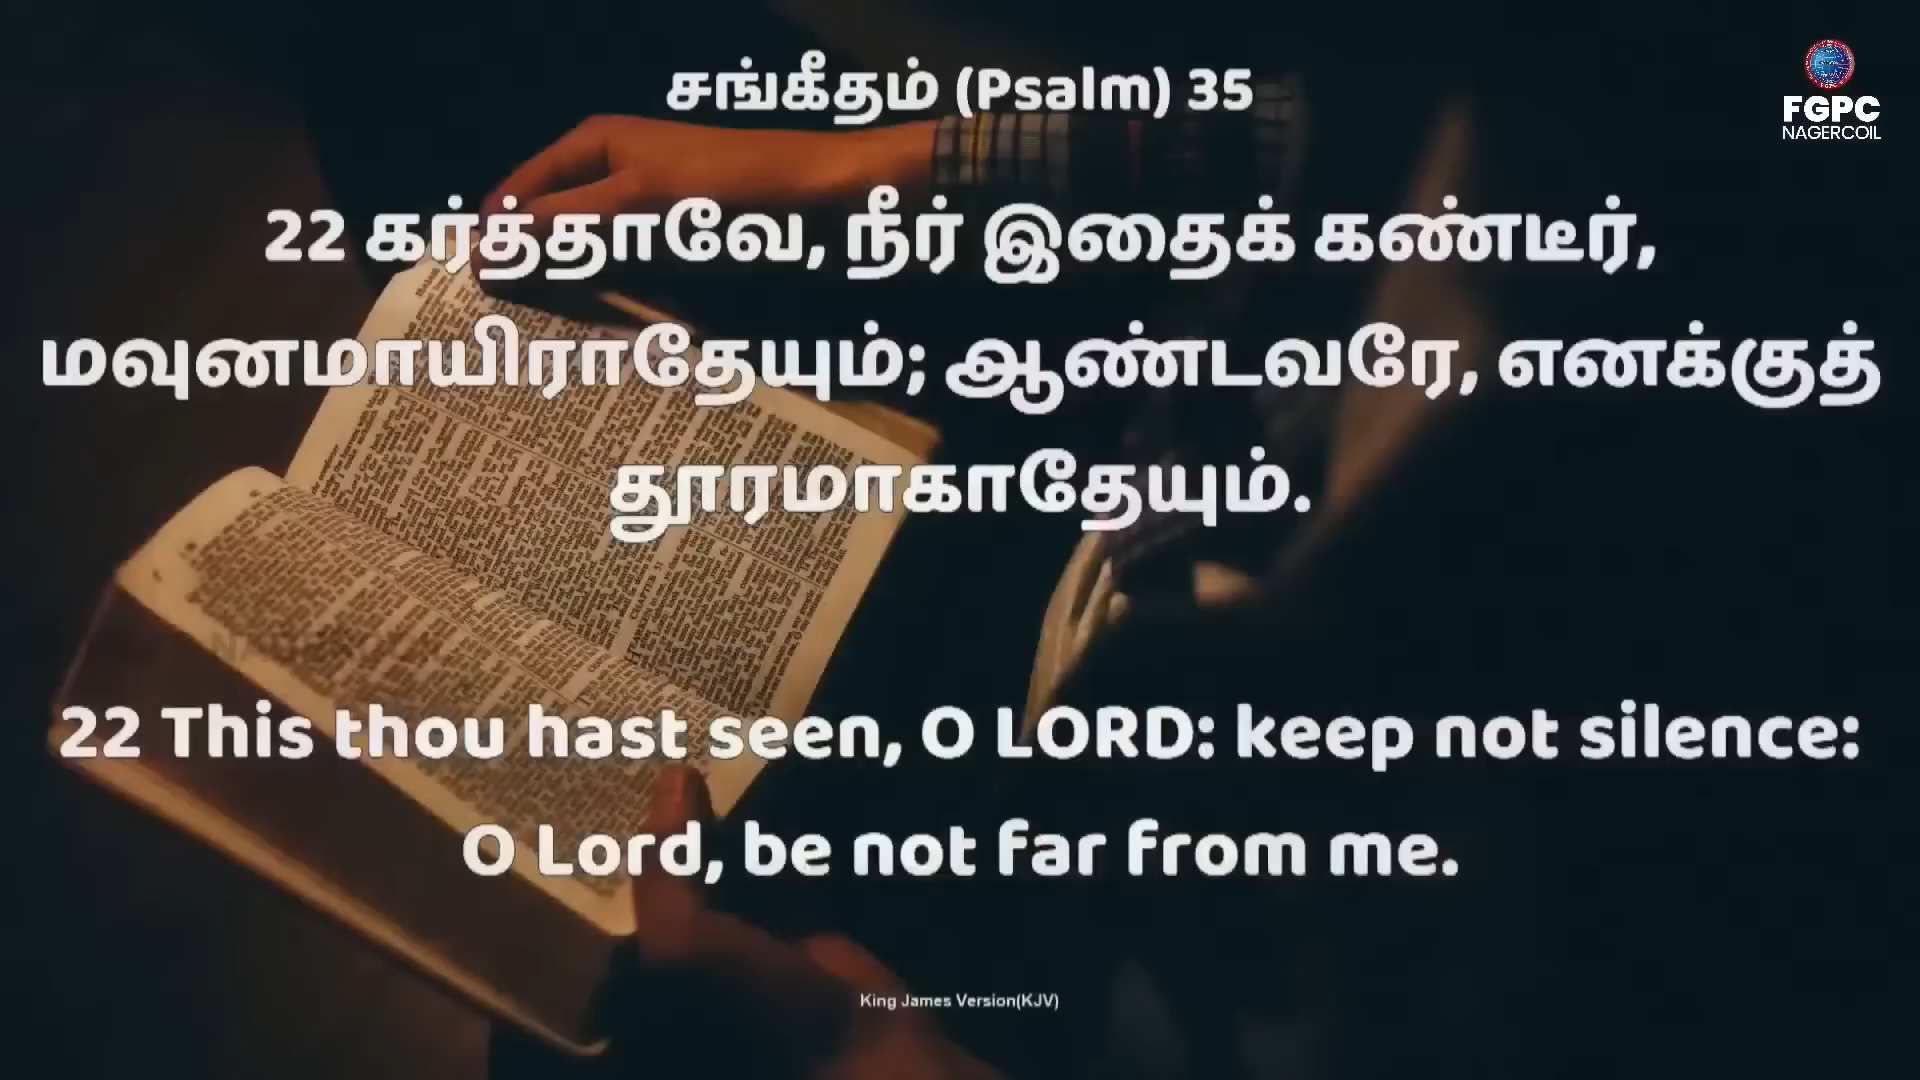 சங்கீதம் (Psalm) 35
FGPC
NAGERCOIL
22 கர்த்தாவே, நீர் இதைக் கண்டீர்,
மவுனமாயிராதேயும்; ஆண்டவரே, எனக்குத்
தூரமாகாதேயும்.
22 This thou hast seen, O LORD: keep not silence:
O Lord, be not far from me.
King James Version(KJV)